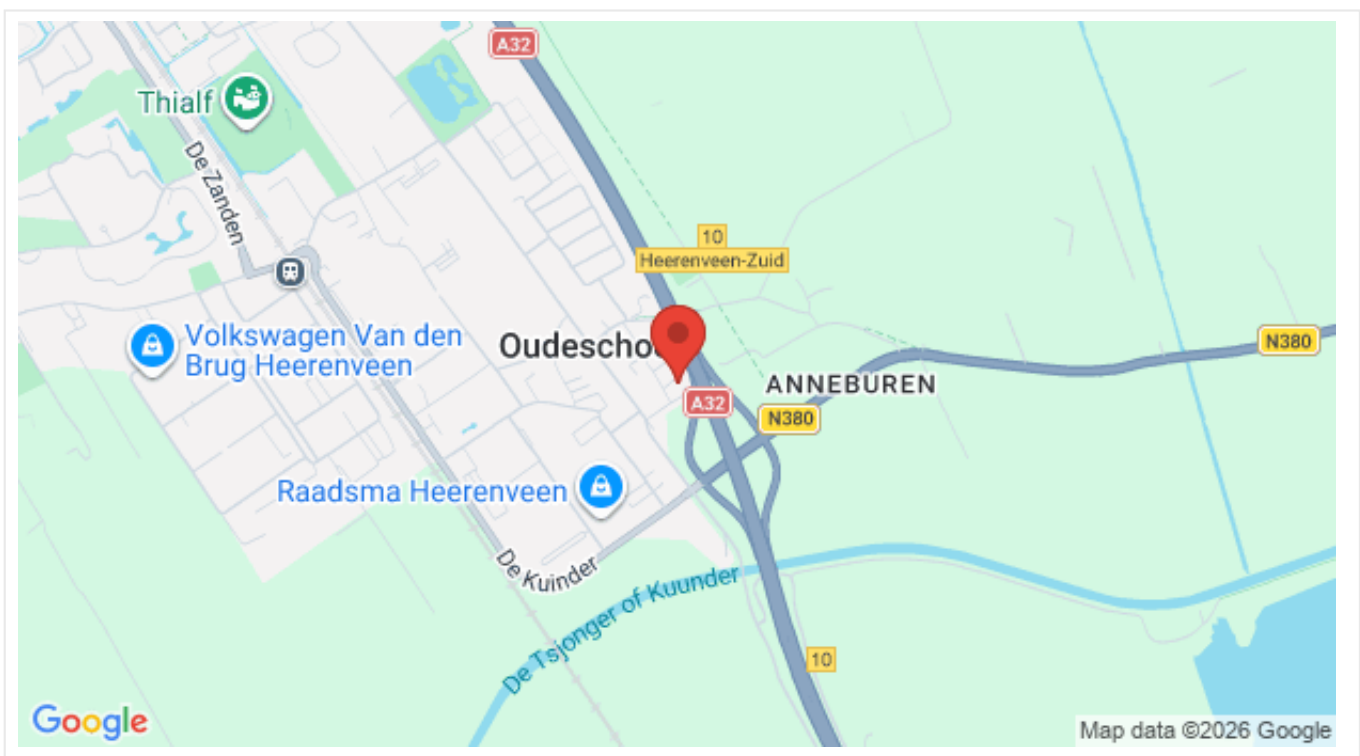 A32
Thialf
De Zanden
10
Heerenveen-Zuid
Volkswagen Van den
Brug Heerenveen
N380
ANNEBUREN
A32
N380
Raadsma Heerenveen
De Kuinder
De Tsjonger of Kuunder
10
Google
Map data ©2026 Google